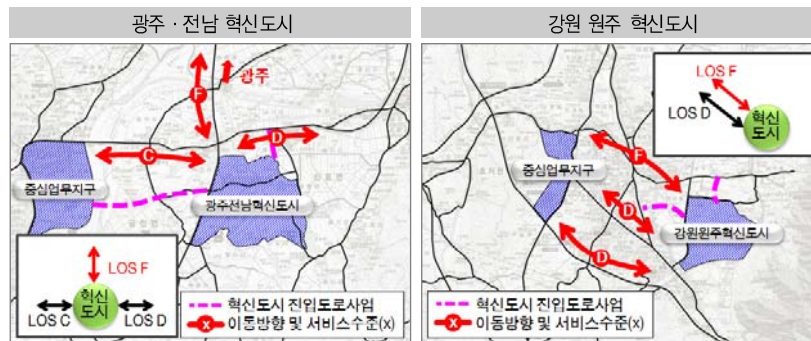 광주 · 전남 혁신도시
강원 원주 혁신도시
F
광주
C
D
중심업무지구
광주전남혁신도시
LOS F
혁신
도시
LOS C
LOS D
혁신도시 진입도로사업
x 이동방향 및 서비스수준(x)
LOS F
LOS D
혁신
도시
중심업무지구
F
D
D
강원원주혁신도시
혁신도시 진입도로사업
x 이동방향 및 서비스수준(x)